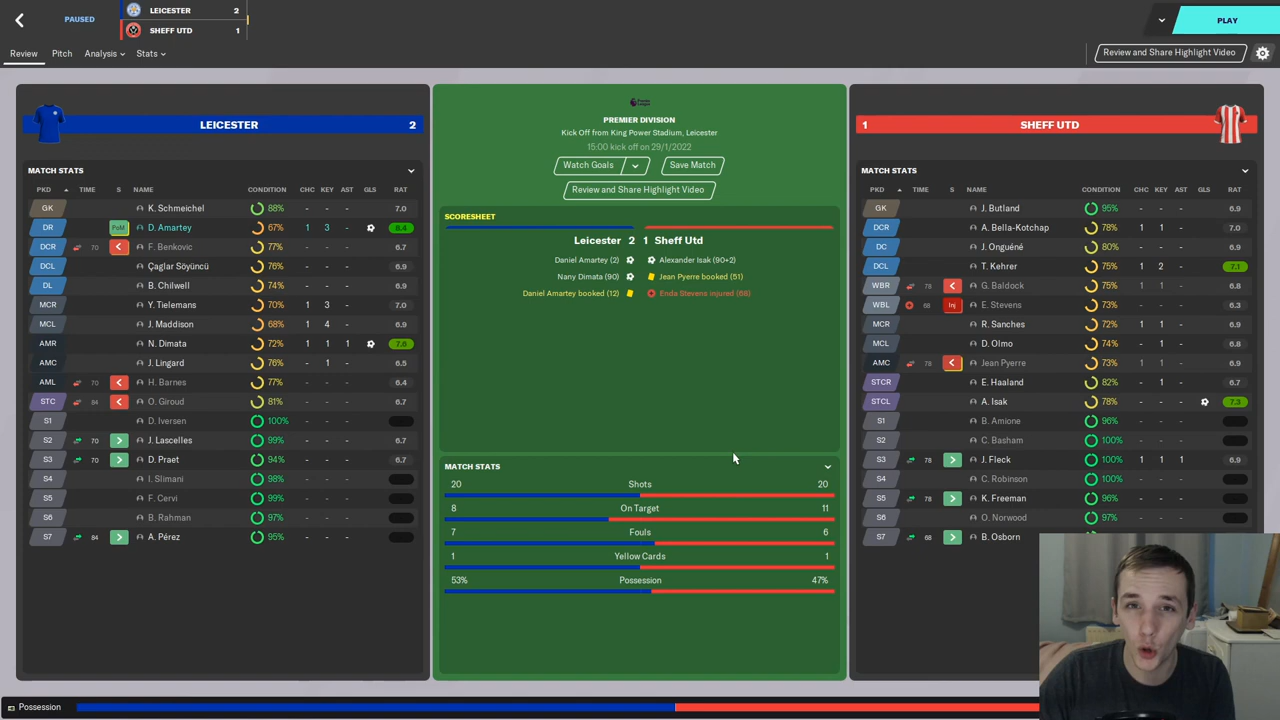 PAUSED
LEICESTER 2
SHEFF UTD 1
PLAY
Review Pitch Analysis Stats
Review and Share Highlight Video
LEICESTER 2
MATCH STATS
PKD TIME S NAME CONDITION CHC KEY AST GLS RAT
GK K. Schmeichel 88% - - - 7.0
DR PoM D. Amartey 67% 1 3 - 8.4
DCR 70 F. Benkovic 77% - - - - 6.7
DCL Çaglar Söyüncü 76% - - - - 6.9
DL B. Chilwell 74% - - - - 6.9
MCR Y. Tielemans 70% 1 3 - - 7.0
MCL J. Maddison 68% 1 4 - - 6.9
AMR N. Dimata 72% 1 1 1 7.6
AMC J. Lingard 76% - 1 - - 6.5
AML 70 H. Barnes 77% - - - - 6.4
STC 84 O. Giroud 81% - - - - 6.7
S1 D. Iversen 100% - - - -
S2 70 J. Lascelles 99% - - - - 6.7
S3 70 D. Praet 94% - - - - 6.7
S4 I. Slimani 98% - - - -
S5 F. Cervi 99% - - - -
S6 B. Rahman 97% - - - -
S7 84 A. Pérez 95% - - - -
PREMIER DIVISION
Kick Off from King Power Stadium, Leicester
15:00 kick off on 29/1/2022
Watch Goals
Save Match
Review and Share Highlight Video
SCORESHEET
Leicester 2 1 Sheff Utd
Daniel Amartey (2) Alexander Isak (90+2)
Nany Dimata (90) Jean Pyerre booked (51)
Daniel Amartey booked (12) Enda Stevens injured (68)
MATCH STATS
20 Shots 20
8 On Target 11
7 Fouls 6
1 Yellow Cards 1
53% Possession 47%
1 SHEFF UTD
MATCH STATS
PKD TIME S NAME CONDITION CHC KEY AST GLS RAT
GK J. Butland 95% - - - - 6.9
DCR A. Bella-Kotchap 78% 1 1 - - 7.0
DC J. Onguéné 80% - - - - 6.9
DCL T. Kehrer 75% 1 2 - - 7.1
WBR 78 G. Baldock 75% - - - - 6.8
WBL 68 Inj E. Stevens 73% - - - - 6.3
MCR R. Sanches 72% 1 1 - - 6.9
MCL D. Olmo 74% - - - - 6.8
AMC 78 Jean Pyerre 73% 1 1 - - 6.9
STCR E. Haaland 82% - 1 - - 6.7
STCL A. Isak 78% - - - 7.3
S1 B. Amione 96% - - - -
S2 C. Basham 100% - - - -
S3 78 J. Fleck 100% 1 1 1 - 6.9
S4 C. Robinson 100% - - - -
S5 78 K. Freeman 96% - - - -
S6 O. Norwood 97% - - - -
S7 68 B. Osborn
Possession